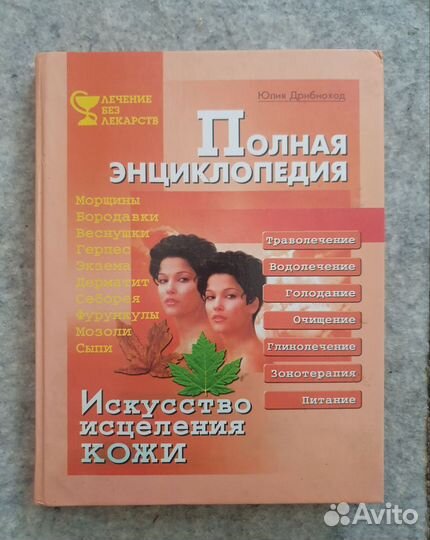 Юлия Дрибноход
ЛЕЧЕНИЕ
БЕЗ
ЛЕКАРСТВ
ПОЛНАЯ
ЭНЦИКЛОПЕДИЯ
Морщины
Бородавки
Веснушки
Герпес
Экзема
Дерматит
Себорея
Фурункулы
Мозоли
Сыпи
Траволечение
Водолечение
Голодание
Очищение
Глинолечение
Зонотерапия
Питание
Искусство
исцеления
кожи
Avito